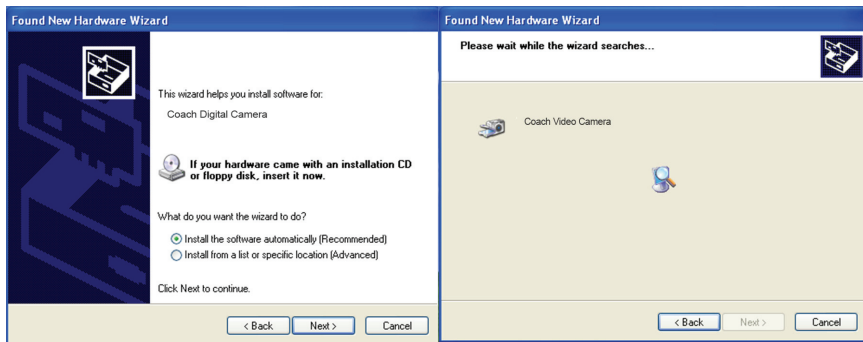 Found New Hardware Wizard
This wizard helps you install software for:
Coach Digital Camera
If your hardware came with an installation CD
or floppy disk, insert it now.
What do you want the wizard to do?
Install the software automatically (Recommended)
Install from a list or specific location (Advanced)
Click Next to continue.
< Back
Next >
Cancel
Found New Hardware Wizard
Please wait while the wizard searches...
Coach Video Camera
< Back
Next >
Cancel